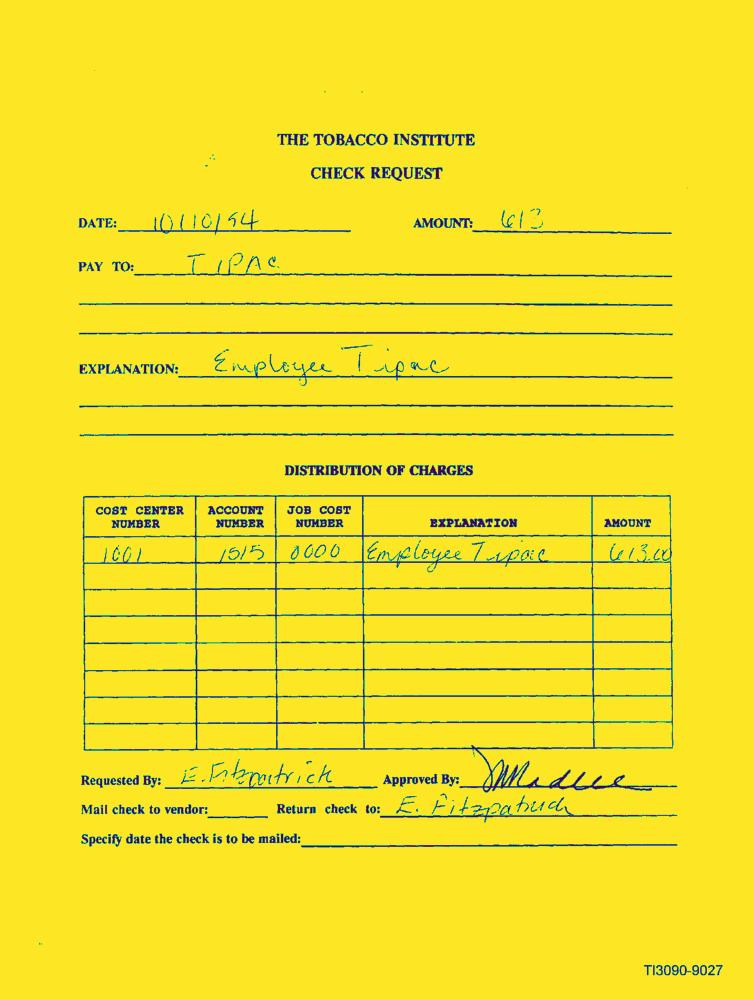 THE TOBACCO INSTITUTE
CHECK REQUEST
DATE: 10/10/94 AMOUNT: 613
PAY TO: TIPAC
EXPLANATION: Employee Tipac
DISTRIBUTION OF CHARGES
COST CENTER NUMBER ACCOUNT NUMBER JOB COST NUMBER EXPLANATION AMOUNT
1001 1515 0000 Employee Tipac 613.00
Requested By: E. Fitzpatrick Approved By:
Mail check to vendor: Return check to: E. Fitzpatrick
Specify date the check is to be mailed:
TI3090-9027